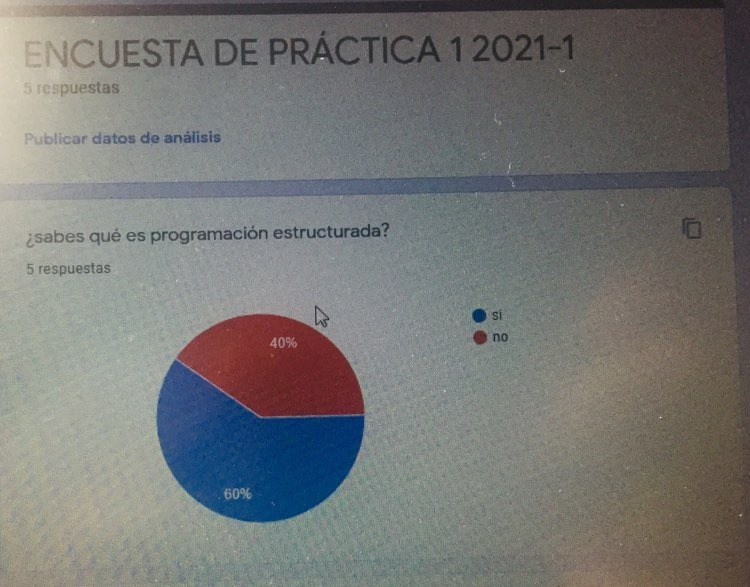 ENCUESTA DE PRÁCTICA 1 2021-1
5 respuestas
Publicar datos de análisis
¿sabes qué es programación estructurada?
5 respuestas
si
no
40%
60%